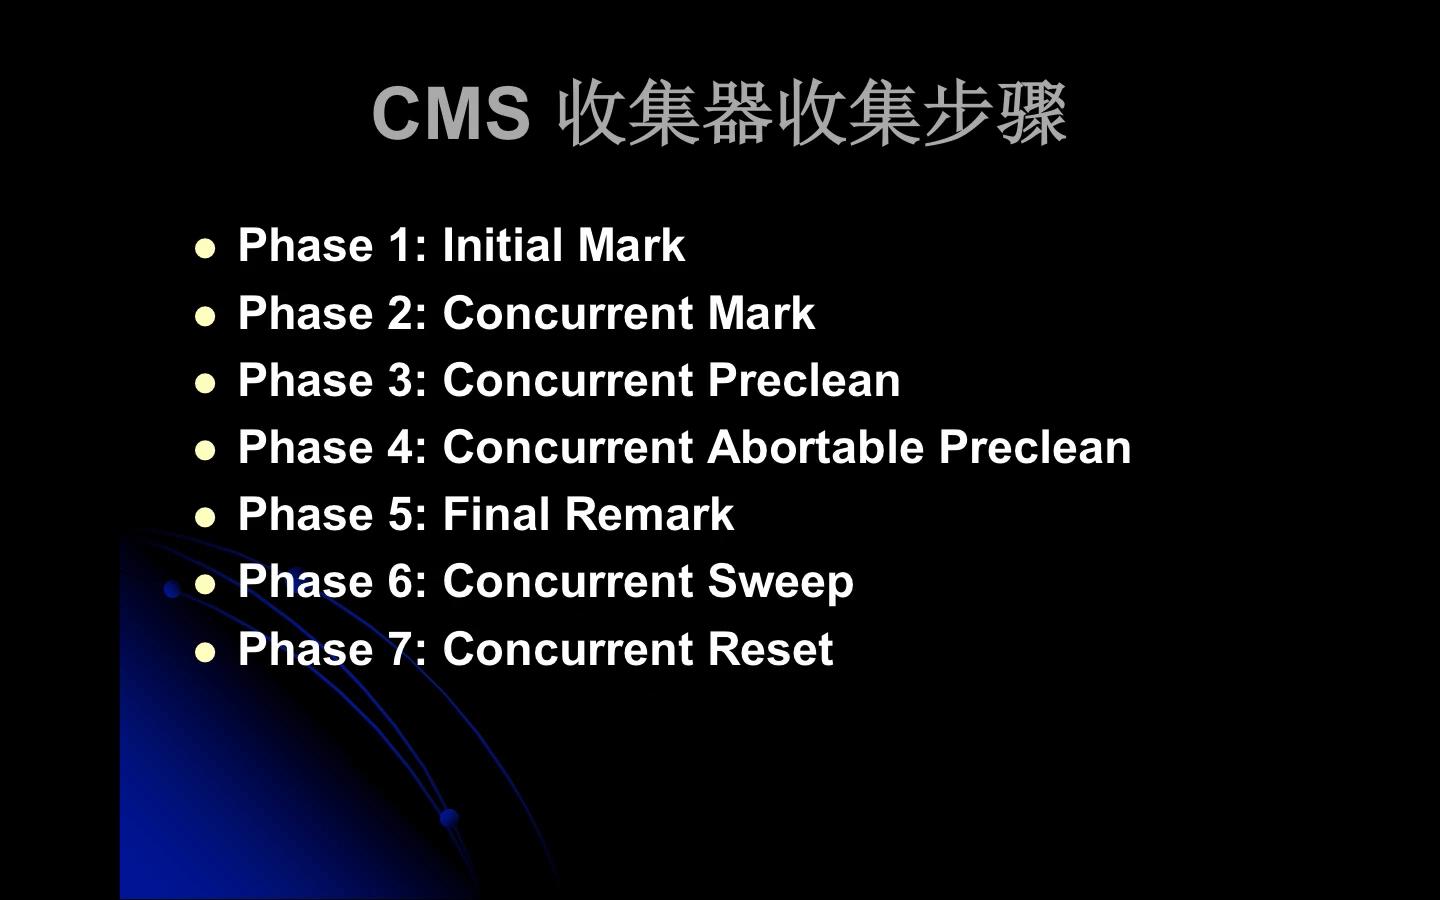 CMS 收集器收集步骤
Phase 1: Initial Mark
Phase 2: Concurrent Mark
Phase 3: Concurrent Preclean
Phase 4: Concurrent Abortable Preclean
Phase 5: Final Remark
Phase 6: Concurrent Sweep
Phase 7: Concurrent Reset